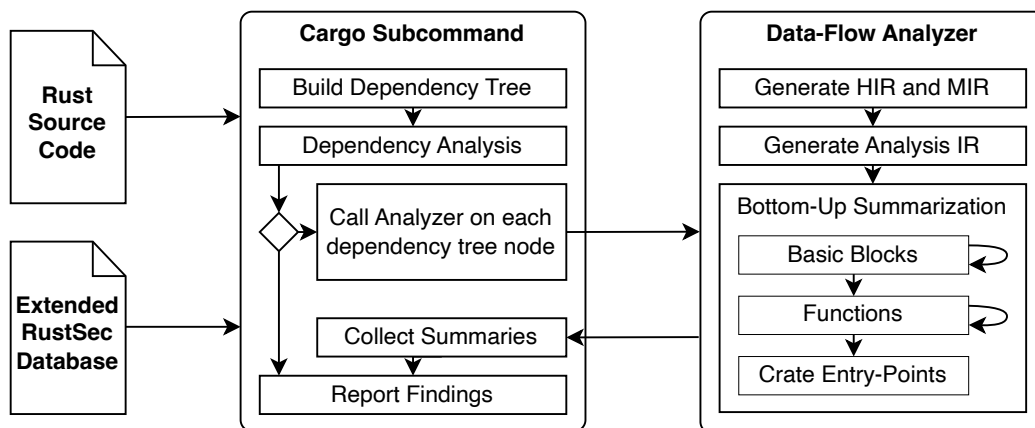 Rust
Source
Code
Extended
RustSec
Database
Cargo Subcommand
Build Dependency Tree
Dependency Analysis
Call Analyzer on each
dependency tree node
Collect Summaries
Report Findings
Data-Flow Analyzer
Generate HIR and MIR
Generate Analysis IR
Bottom-Up Summarization
Basic Blocks
Functions
Crate Entry-Points